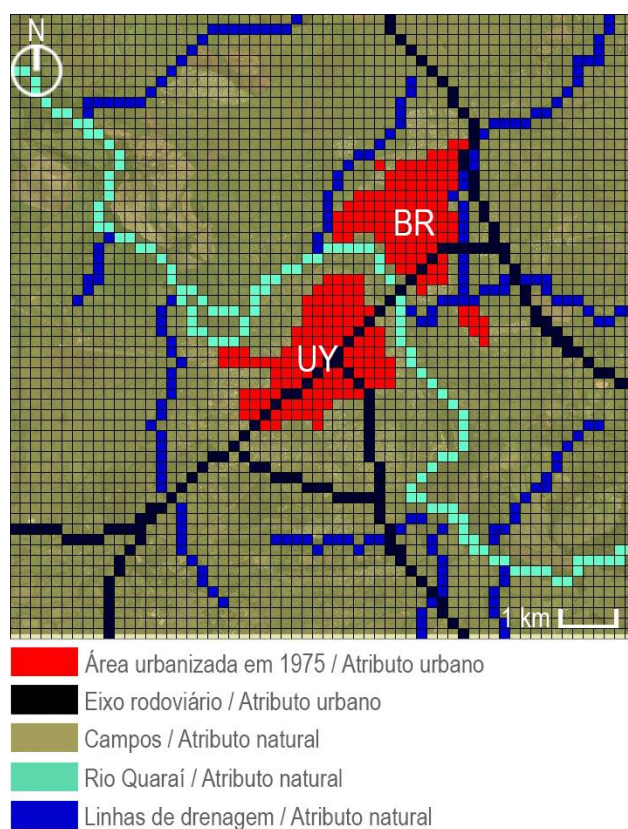 N
BR
UY
1 km
Área urbanizada em 1975 / Atributo urbano
Eixo rodoviário / Atributo urbano
Campos / Atributo natural
Rio Quaraí / Atributo natural
Linhas de drenagem / Atributo natural